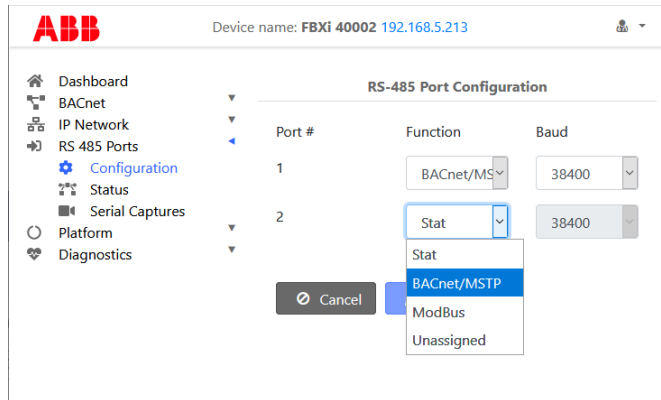 ABB
Device name: FBXi 40002 192.168.5.213
Dashboard
BACnet
IP Network
RS 485 Ports
Configuration
Status
Serial Captures
Platform
Diagnostics
RS-485 Port Configuration
Port # Function Baud
1 BACnet/MS 38400
2 Stat 38400
Stat
BACnet/MSTP
ModBus
Unassigned
Cancel